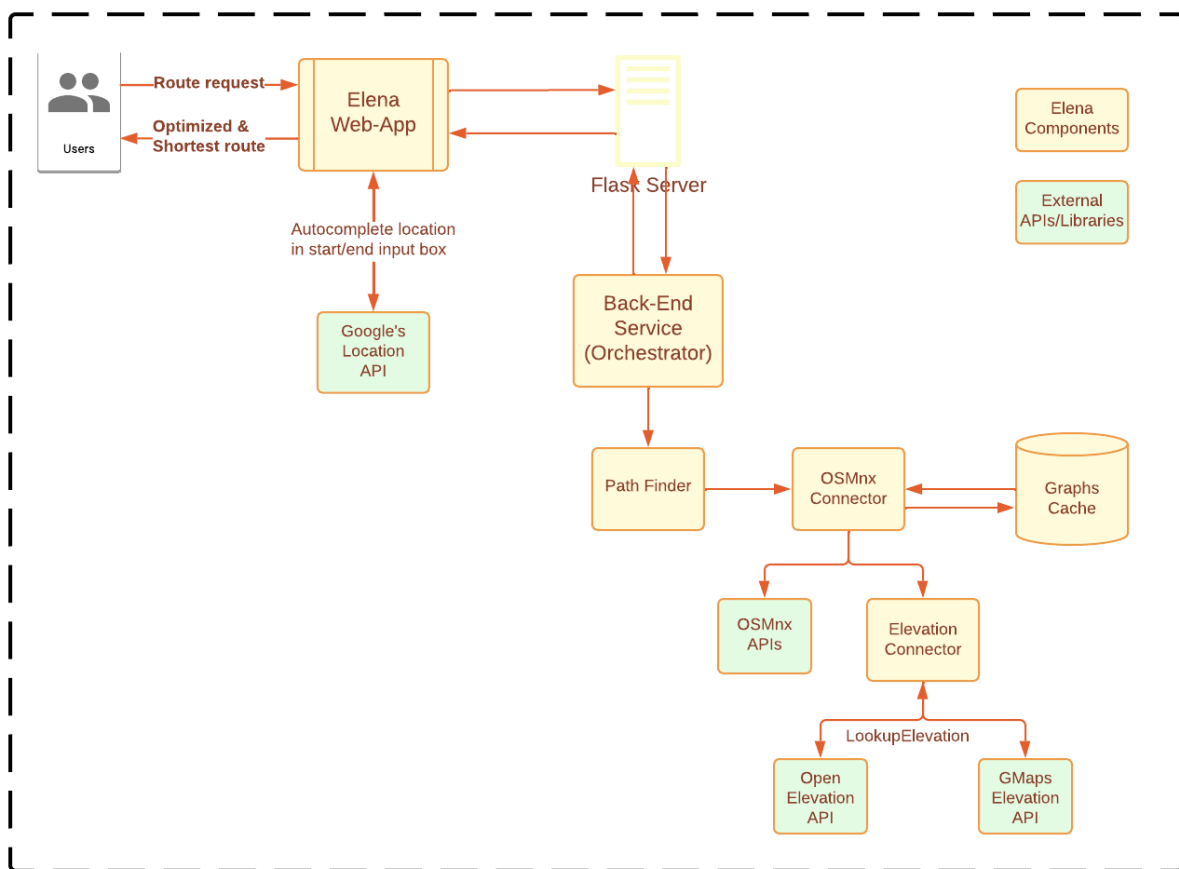 Route request
Optimized &
Shortest route
Users
Elena
Web-App
Flask Server
Elena
Components
External
APIs/Libraries
Autocomplete location
in start/end input box
Google's
Location
API
Back-End
Service
(Orchestrator)
Path Finder
OSMnx
Connector
Graphs
Cache
OSMnx
APIs
Elevation
Connector
LookupElevation
Open
Elevation
API
GMaps
Elevation
API